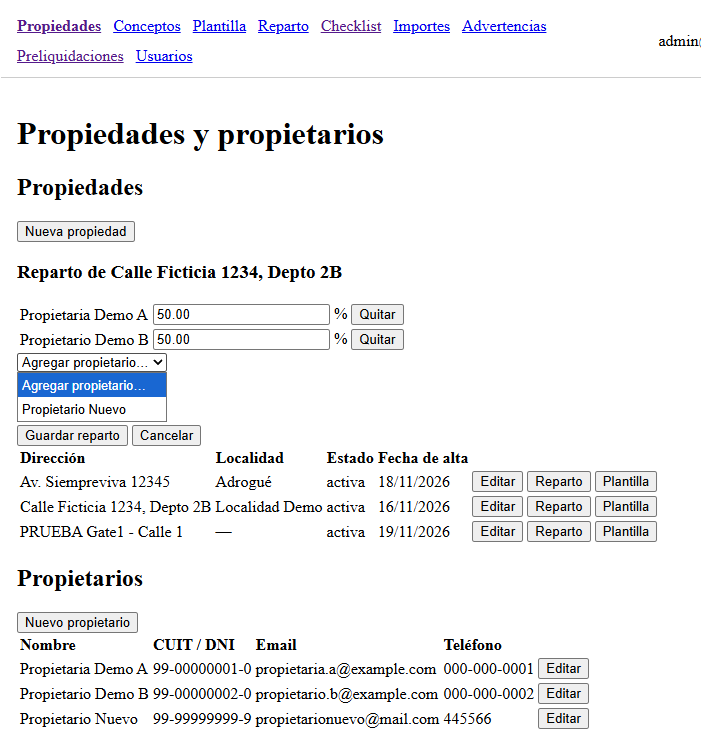 Propiedades Conceptos Plantilla Reparto Checklist Importes Advertencias
admin
Preliquidaciones Usuarios
Propiedades y propietarios
Propiedades
Nueva propiedad
Reparto de Calle Ficticia 1234, Depto 2B
Propietaria Demo A 50.00 % Quitar
Propietario Demo B 50.00 % Quitar
Agregar propietario...
Agregar propietario...
Propietario Nuevo
Guardar reparto Cancelar
Dirección Localidad Estado Fecha de alta
Av. Siempreviva 12345 Adrogué activa 18/11/2026 Editar Reparto Plantilla
Calle Ficticia 1234, Depto 2B Localidad Demo activa 16/11/2026 Editar Reparto Plantilla
PRUEBA Gate1 - Calle 1 — activa 19/11/2026 Editar Reparto Plantilla
Propietarios
Nuevo propietario
Nombre CUIT / DNI Email Teléfono
Propietaria Demo A 99-00000001-0 propietaria.a@example.com 000-000-0001 Editar
Propietario Demo B 99-00000002-0 propietario.b@example.com 000-000-0002 Editar
Propietario Nuevo 99-99999999-9 propietarionuevo@mail.com 445566 Editar